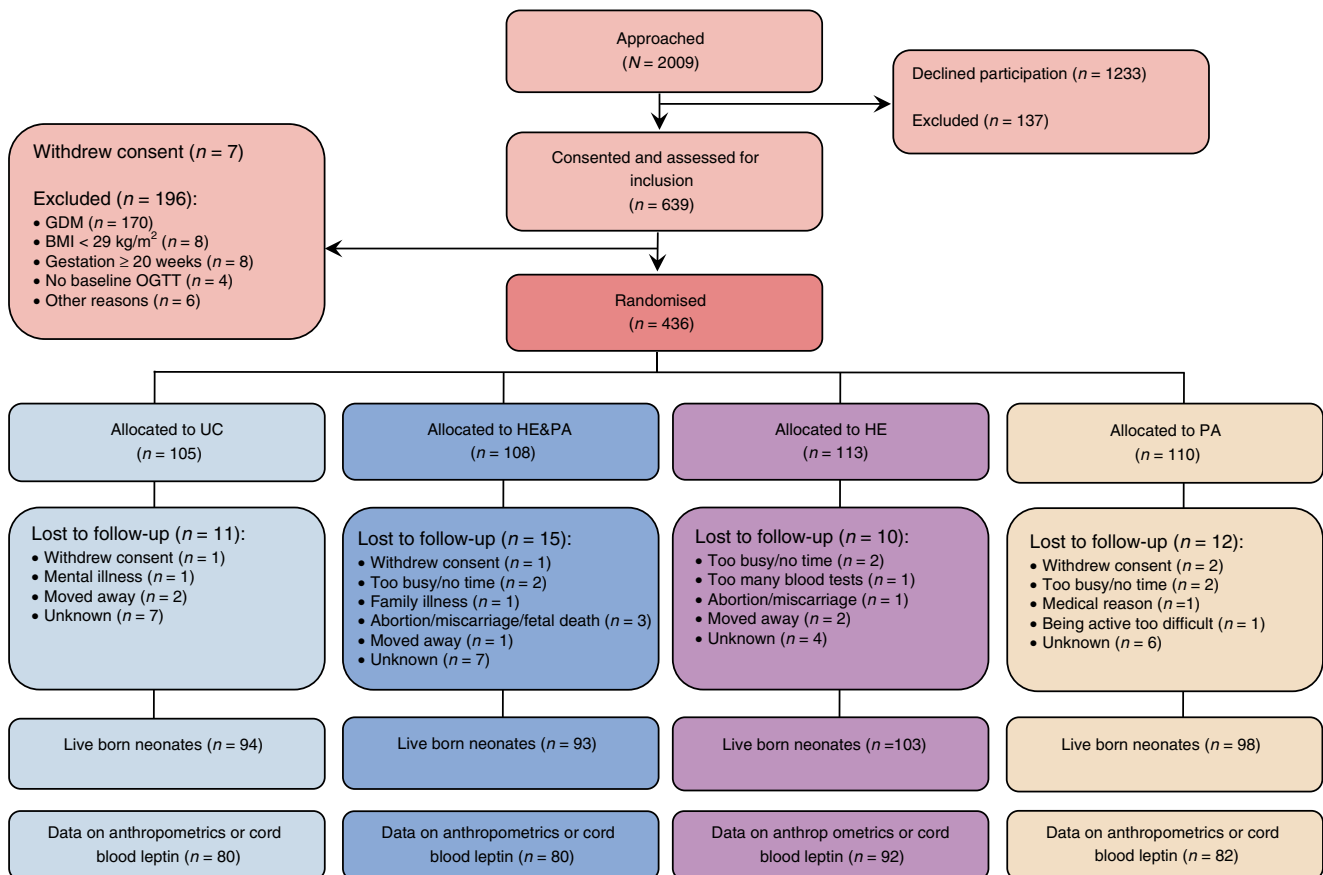 Approached
(N = 2009)
Declined participation (n = 1233)
Excluded (n = 137)
Consented and assessed for
inclusion
(n = 639)
Withdrew consent (n = 7)
Excluded (n = 196):
• GDM (n = 170)
• BMI < 29 kg/m² (n = 8)
• Gestation ≥ 20 weeks (n = 8)
• No baseline OGTT (n = 4)
• Other reasons (n = 6)
Randomised
(n = 436)
Allocated to UC
(n = 105)
Allocated to HE&PA
(n = 108)
Allocated to HE
(n = 113)
Allocated to PA
(n = 110)
Lost to follow-up (n = 11):
• Withdrew consent (n = 1)
• Mental illness (n = 1)
• Moved away (n = 2)
• Unknown (n = 7)
Lost to follow-up (n = 15):
• Withdrew consent (n = 1)
• Too busy/no time (n = 2)
• Family illness (n = 1)
• Abortion/miscarriage/fetal death (n = 3)
• Moved away (n = 1)
• Unknown (n = 7)
Lost to follow-up (n = 10):
• Too busy/no time (n = 2)
• Too many blood tests (n = 1)
• Abortion/miscarriage (n = 1)
• Moved away (n = 2)
• Unknown (n = 4)
Lost to follow-up (n = 12):
• Withdrew consent (n = 2)
• Too busy/no time (n = 2)
• Medical reason (n =1)
• Being active too difficult (n = 1)
• Unknown (n = 6)
Live born neonates (n = 94)
Live born neonates (n = 93)
Live born neonates (n =103)
Live born neonates (n = 98)
Data on anthropometrics or cord
blood leptin (n = 80)
Data on anthropometrics or cord
blood leptin (n = 80)
Data on anthrop ometrics or cord
blood leptin (n = 92)
Data on anthropometrics or cord
blood leptin (n = 82)